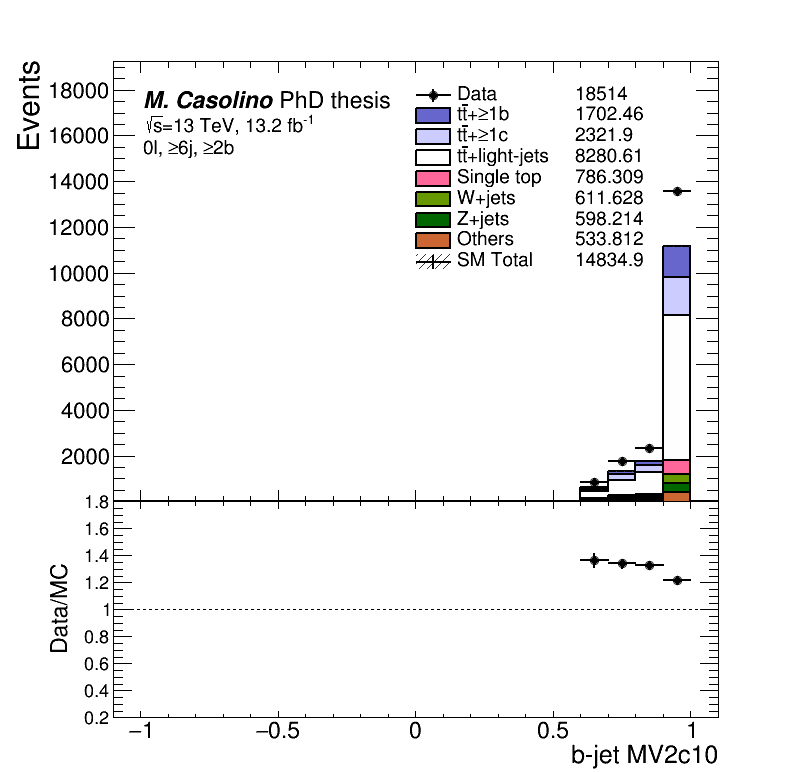 Events
18000
16000
14000
12000
10000
8000
6000
4000
2000
M. Casolino PhD thesis
√s=13 TeV, 13.2 fb⁻¹
0l, ≥6j, ≥2b
Data 18514
tt̄+≥1b 1702.46
tt̄+≥1c 2321.9
tt̄+light-jets 8280.61
Single top 786.309
W+jets 611.628
Z+jets 598.214
Others 533.812
SM Total 14834.9
Data/MC
1.8
1.6
1.4
1.2
1
0.8
0.6
0.4
0.2
−1 −0.5 0 0.5 1
b-jet MV2c10